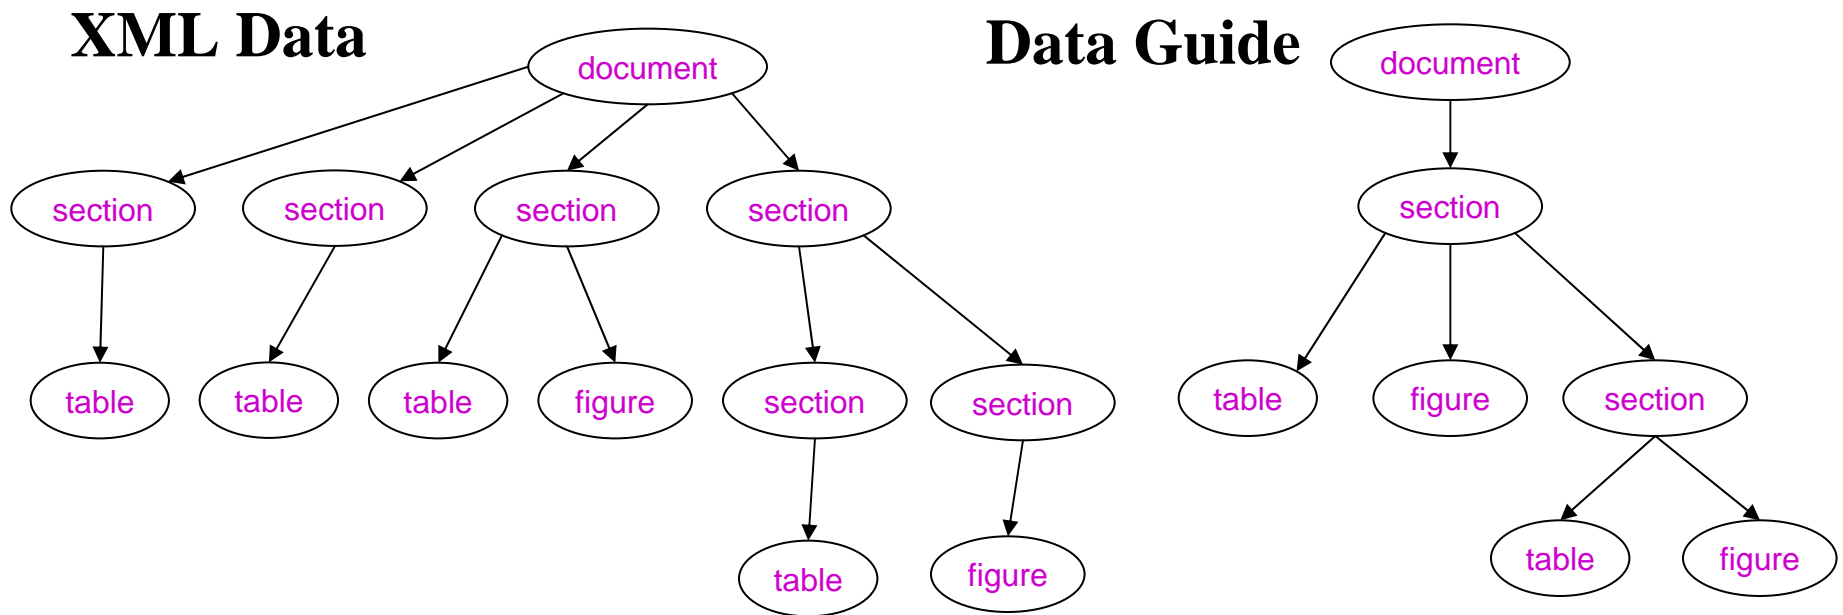 XML Data
document
section
section
section
section
table
table
table
figure
section
section
table
figure
Data Guide
document
section
table
figure
section
table
figure